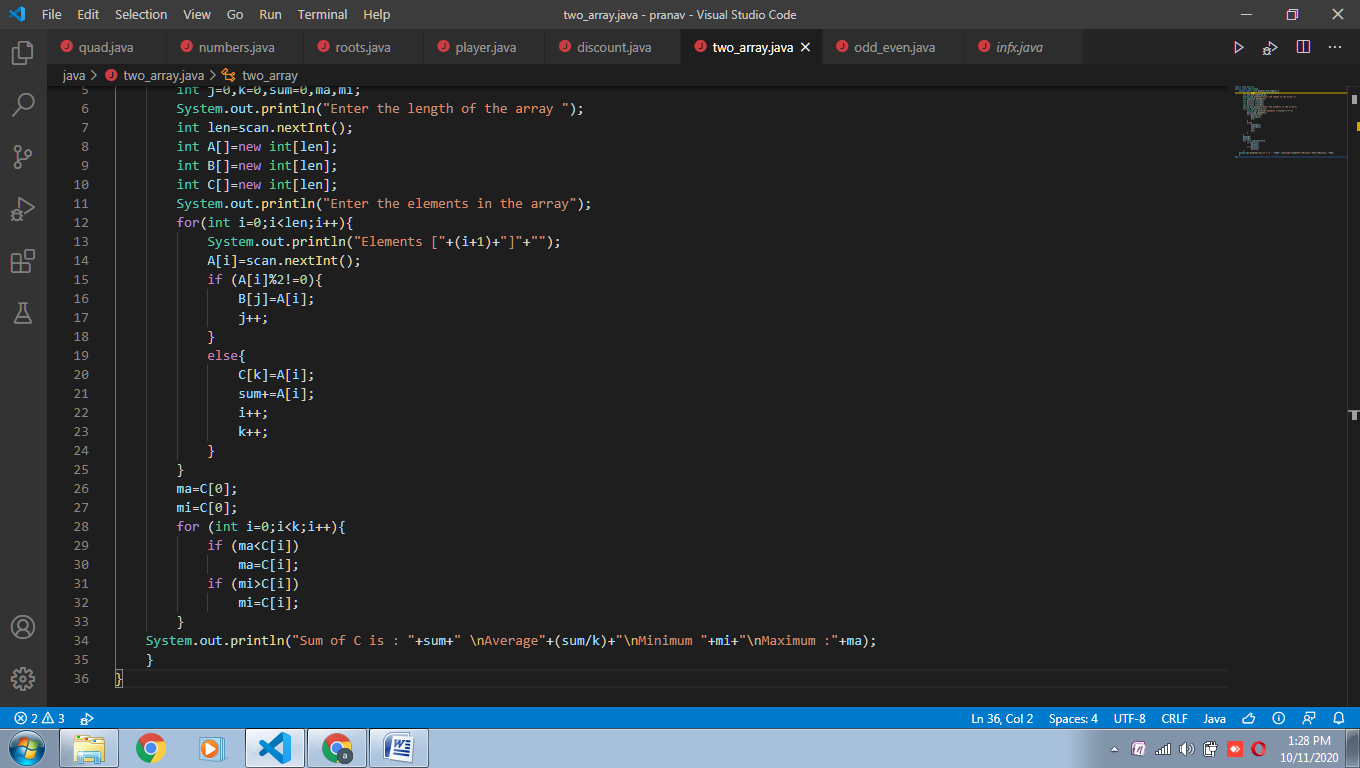 File Edit Selection View Go Run Terminal Help two_array.java - pranav - Visual Studio Code
quad.java numbers.java roots.java player.java discount.java two_array.java odd_even.java infx.java
java > two_array.java > two_array
5 int j=0,k=0,sum=0,ma,mi;
6 System.out.println("Enter the length of the array ");
7 int len=scan.nextInt();
8 int A[]=new int[len];
9 int B[]=new int[len];
10 int C[]=new int[len];
11 System.out.println("Enter the elements in the array");
12 for(int i=0;i<len;i++){
13 System.out.println("Elements ["+(i+1)+"]"+"");
14 A[i]=scan.nextInt();
15 if (A[i]%2!=0){
16 B[j]=A[i];
17 j++;
18 }
19 else{
20 C[k]=A[i];
21 sum+=A[i];
22 i++;
23 k++;
24 }
25 }
26 ma=C[0];
27 mi=C[0];
28 for (int i=0;i<k;i++){
29 if (ma<C[i])
30 ma=C[i];
31 if (mi>C[i])
32 mi=C[i];
33 }
34 System.out.println("Sum of C is : "+sum+" \nAverage"+(sum/k)+"\nMinimum "+mi+"\nMaximum :"+ma);
35 }
36 }
2 3 Ln 36, Col 2 Spaces: 4 UTF-8 CRLF Java
1:28 PM
10/11/2020